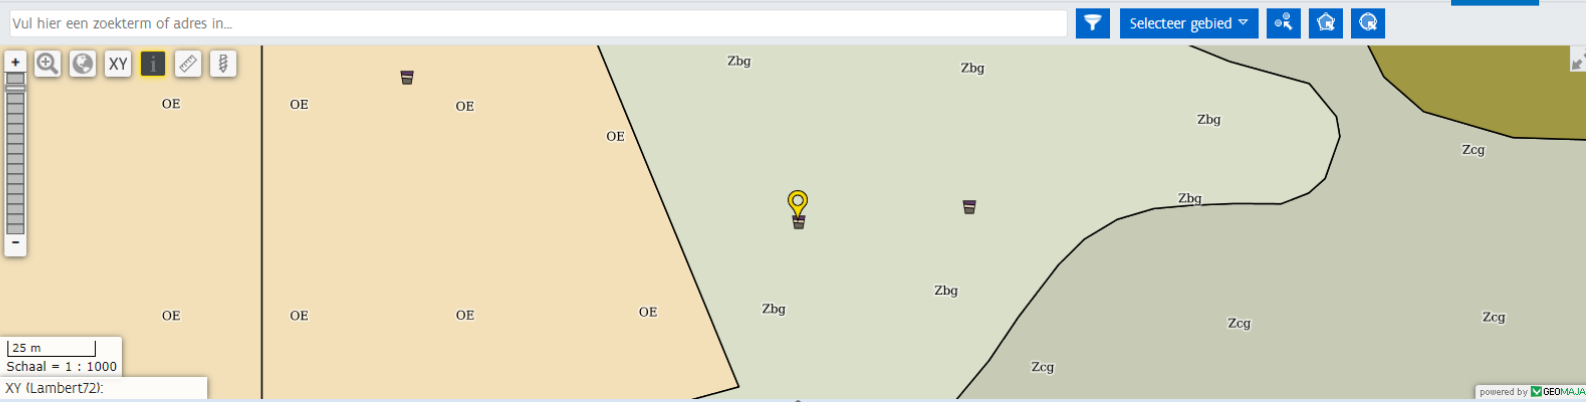 Vul hier een zoekterm of adres in...
Selecteer gebied
+
XY
i
Zbg
Zbg
OE
OE
OE
OE
Zbg
Zcg
Zbg
−
Zbg
Zbg
OE
OE
OE
OE
Zcg
Zcg
Zcg
25 m
Schaal = 1 : 1000
XY (Lambert72):
powered by GEOMAJA